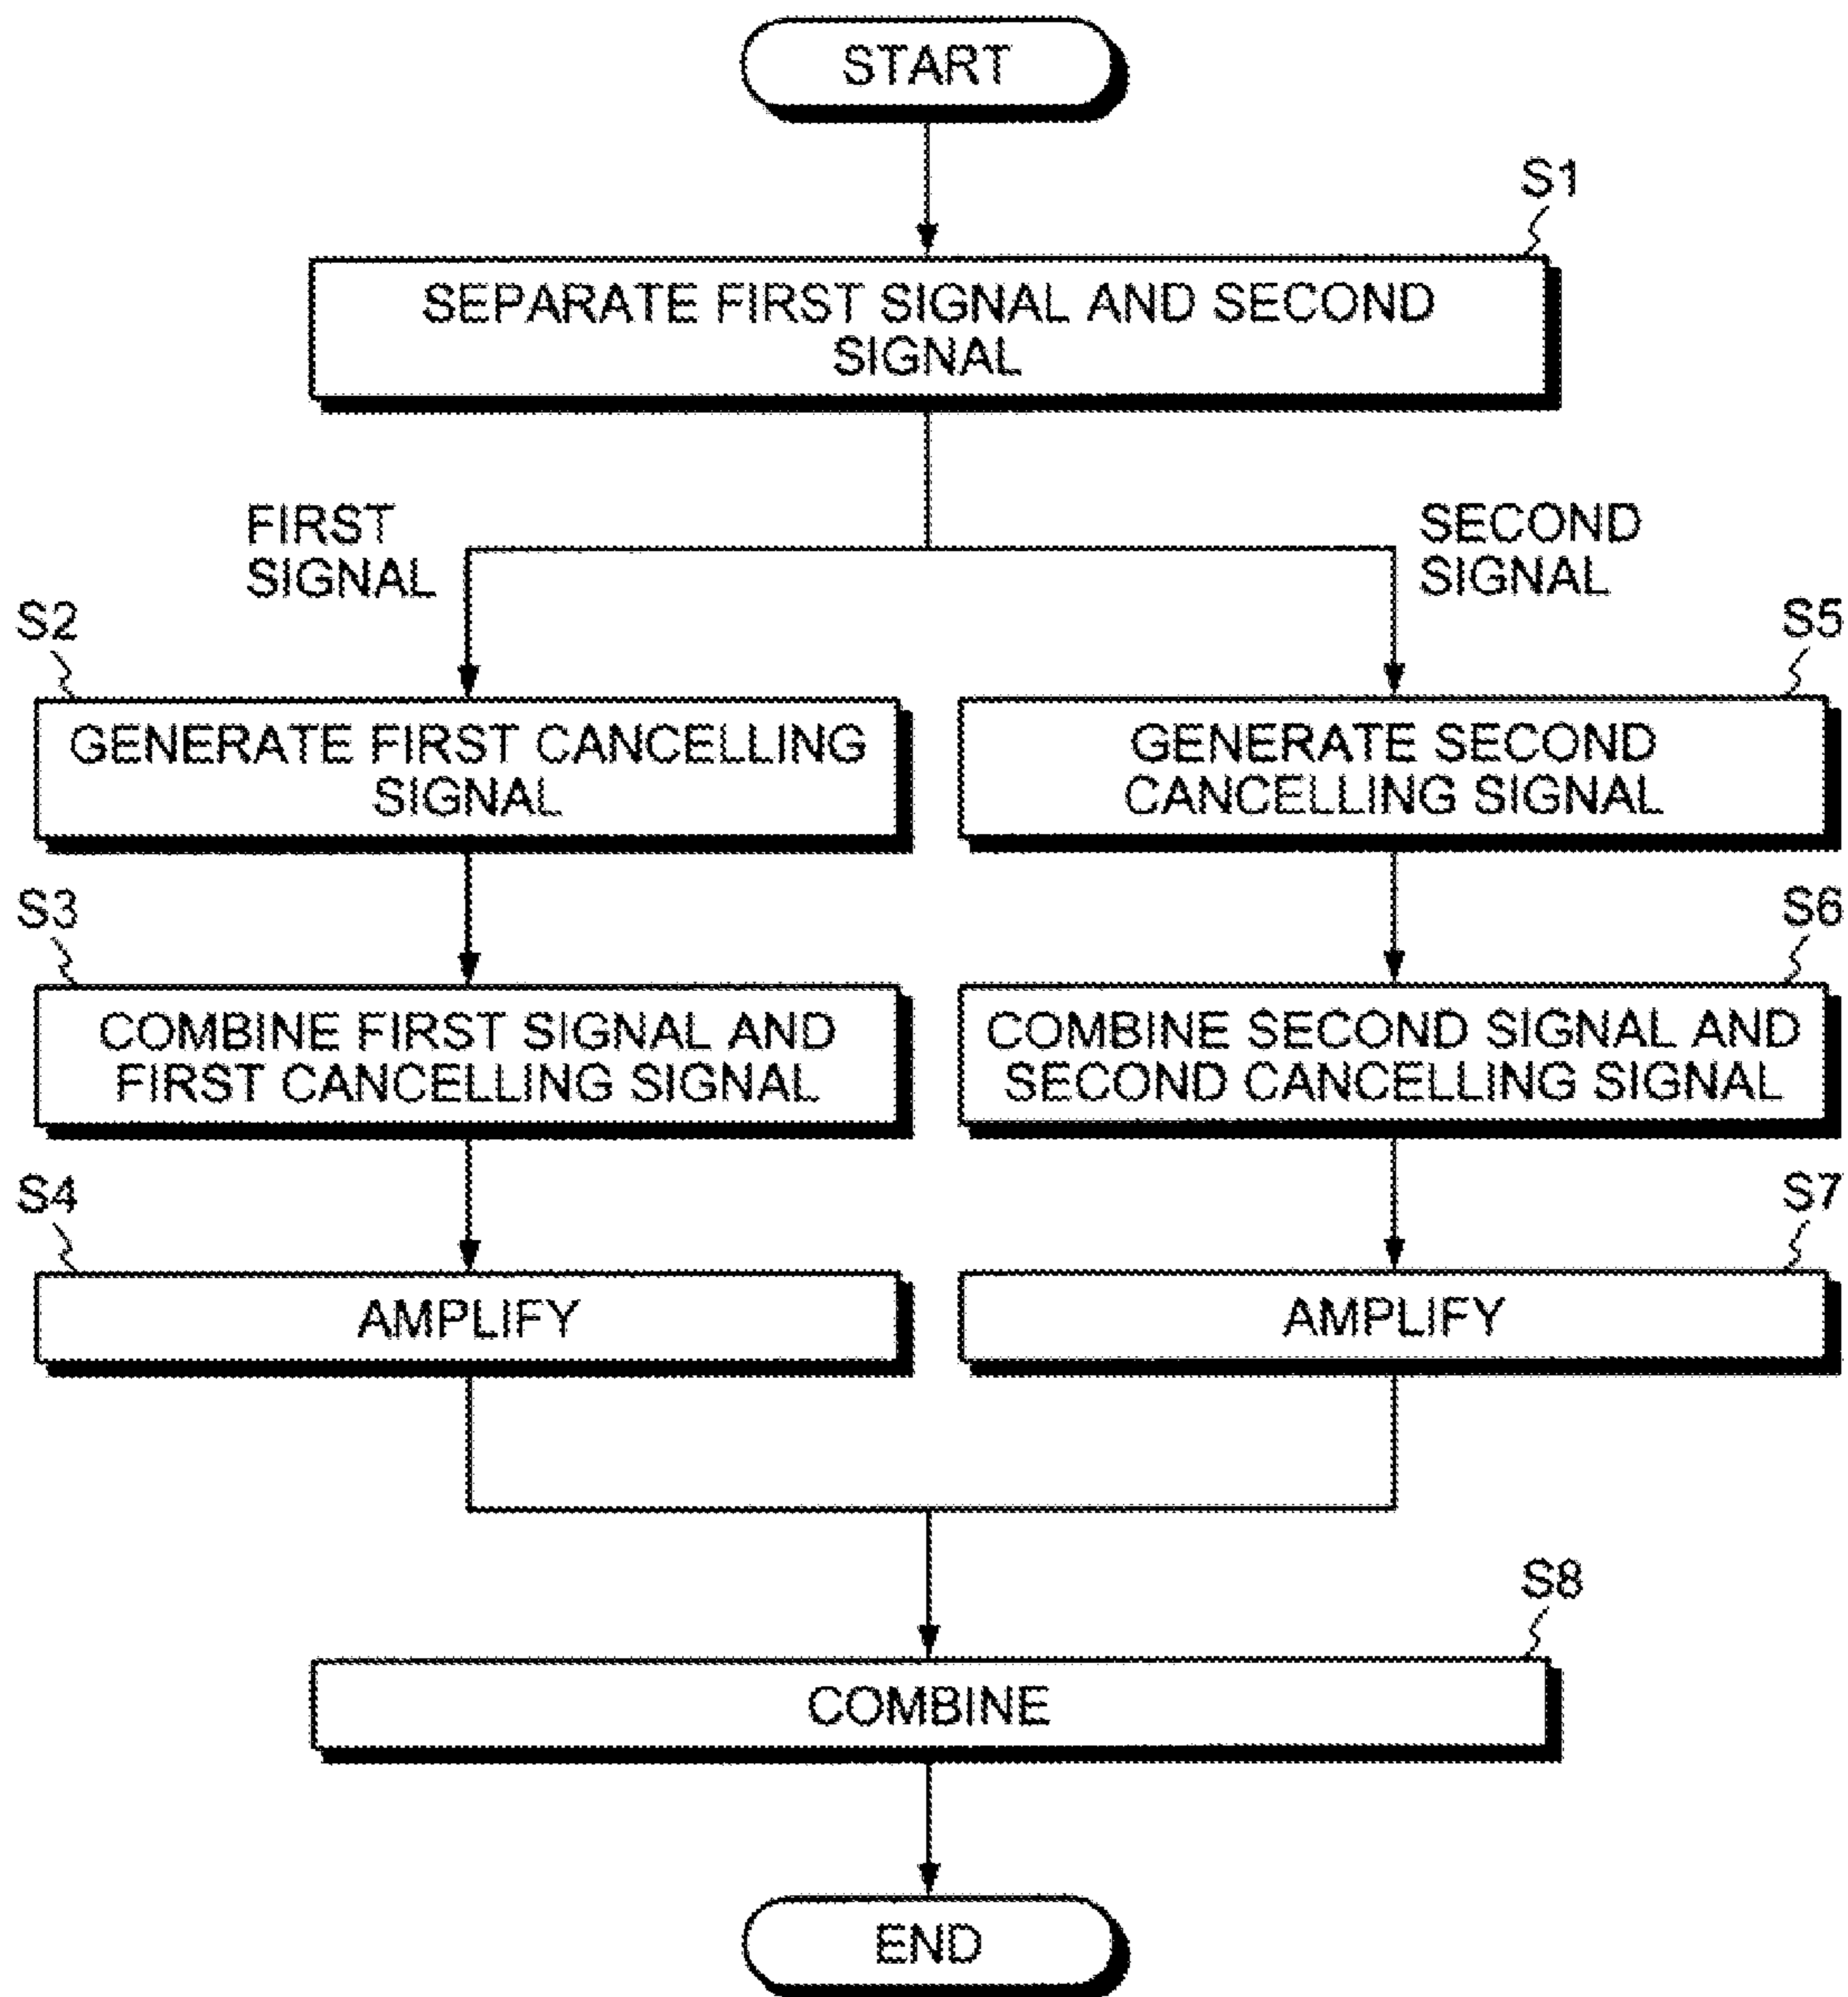 START
S1
SEPARATE FIRST SIGNAL AND SECOND
SIGNAL
FIRST
SIGNAL
SECOND
SIGNAL
S2
GENERATE FIRST CANCELLING
SIGNAL
S5
GENERATE SECOND
CANCELLING SIGNAL
S3
COMBINE FIRST SIGNAL AND
FIRST CANCELLING SIGNAL
S6
COMBINE SECOND SIGNAL AND
SECOND CANCELLING SIGNAL
S4
AMPLIFY
S7
AMPLIFY
S8
COMBINE
END